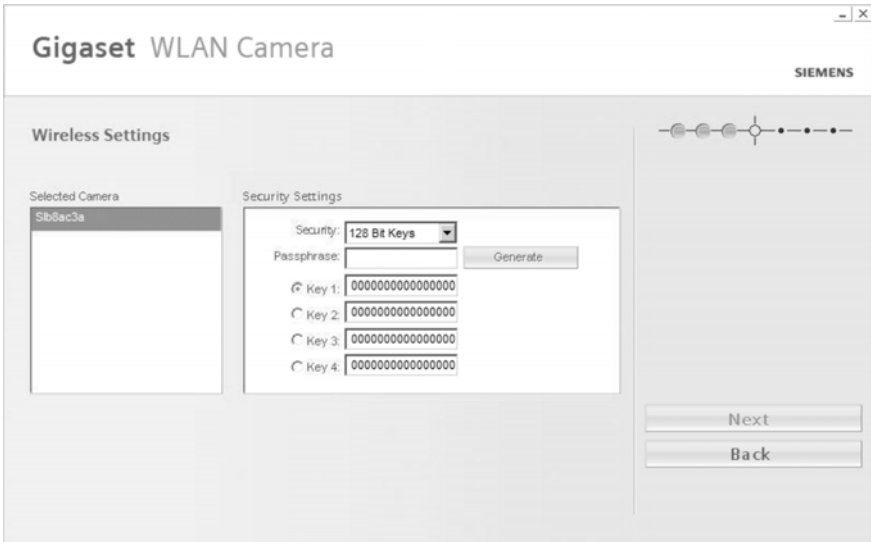 Gigaset WLAN Camera
SIEMENS
Wireless Settings
Selected Camera
Slb8ac3a
Security Settings
Security: 128 Bit Keys
Passphrase: Generate
Key 1: 0000000000000000
Key 2: 0000000000000000
Key 3: 0000000000000000
Key 4: 0000000000000000
Next
Back